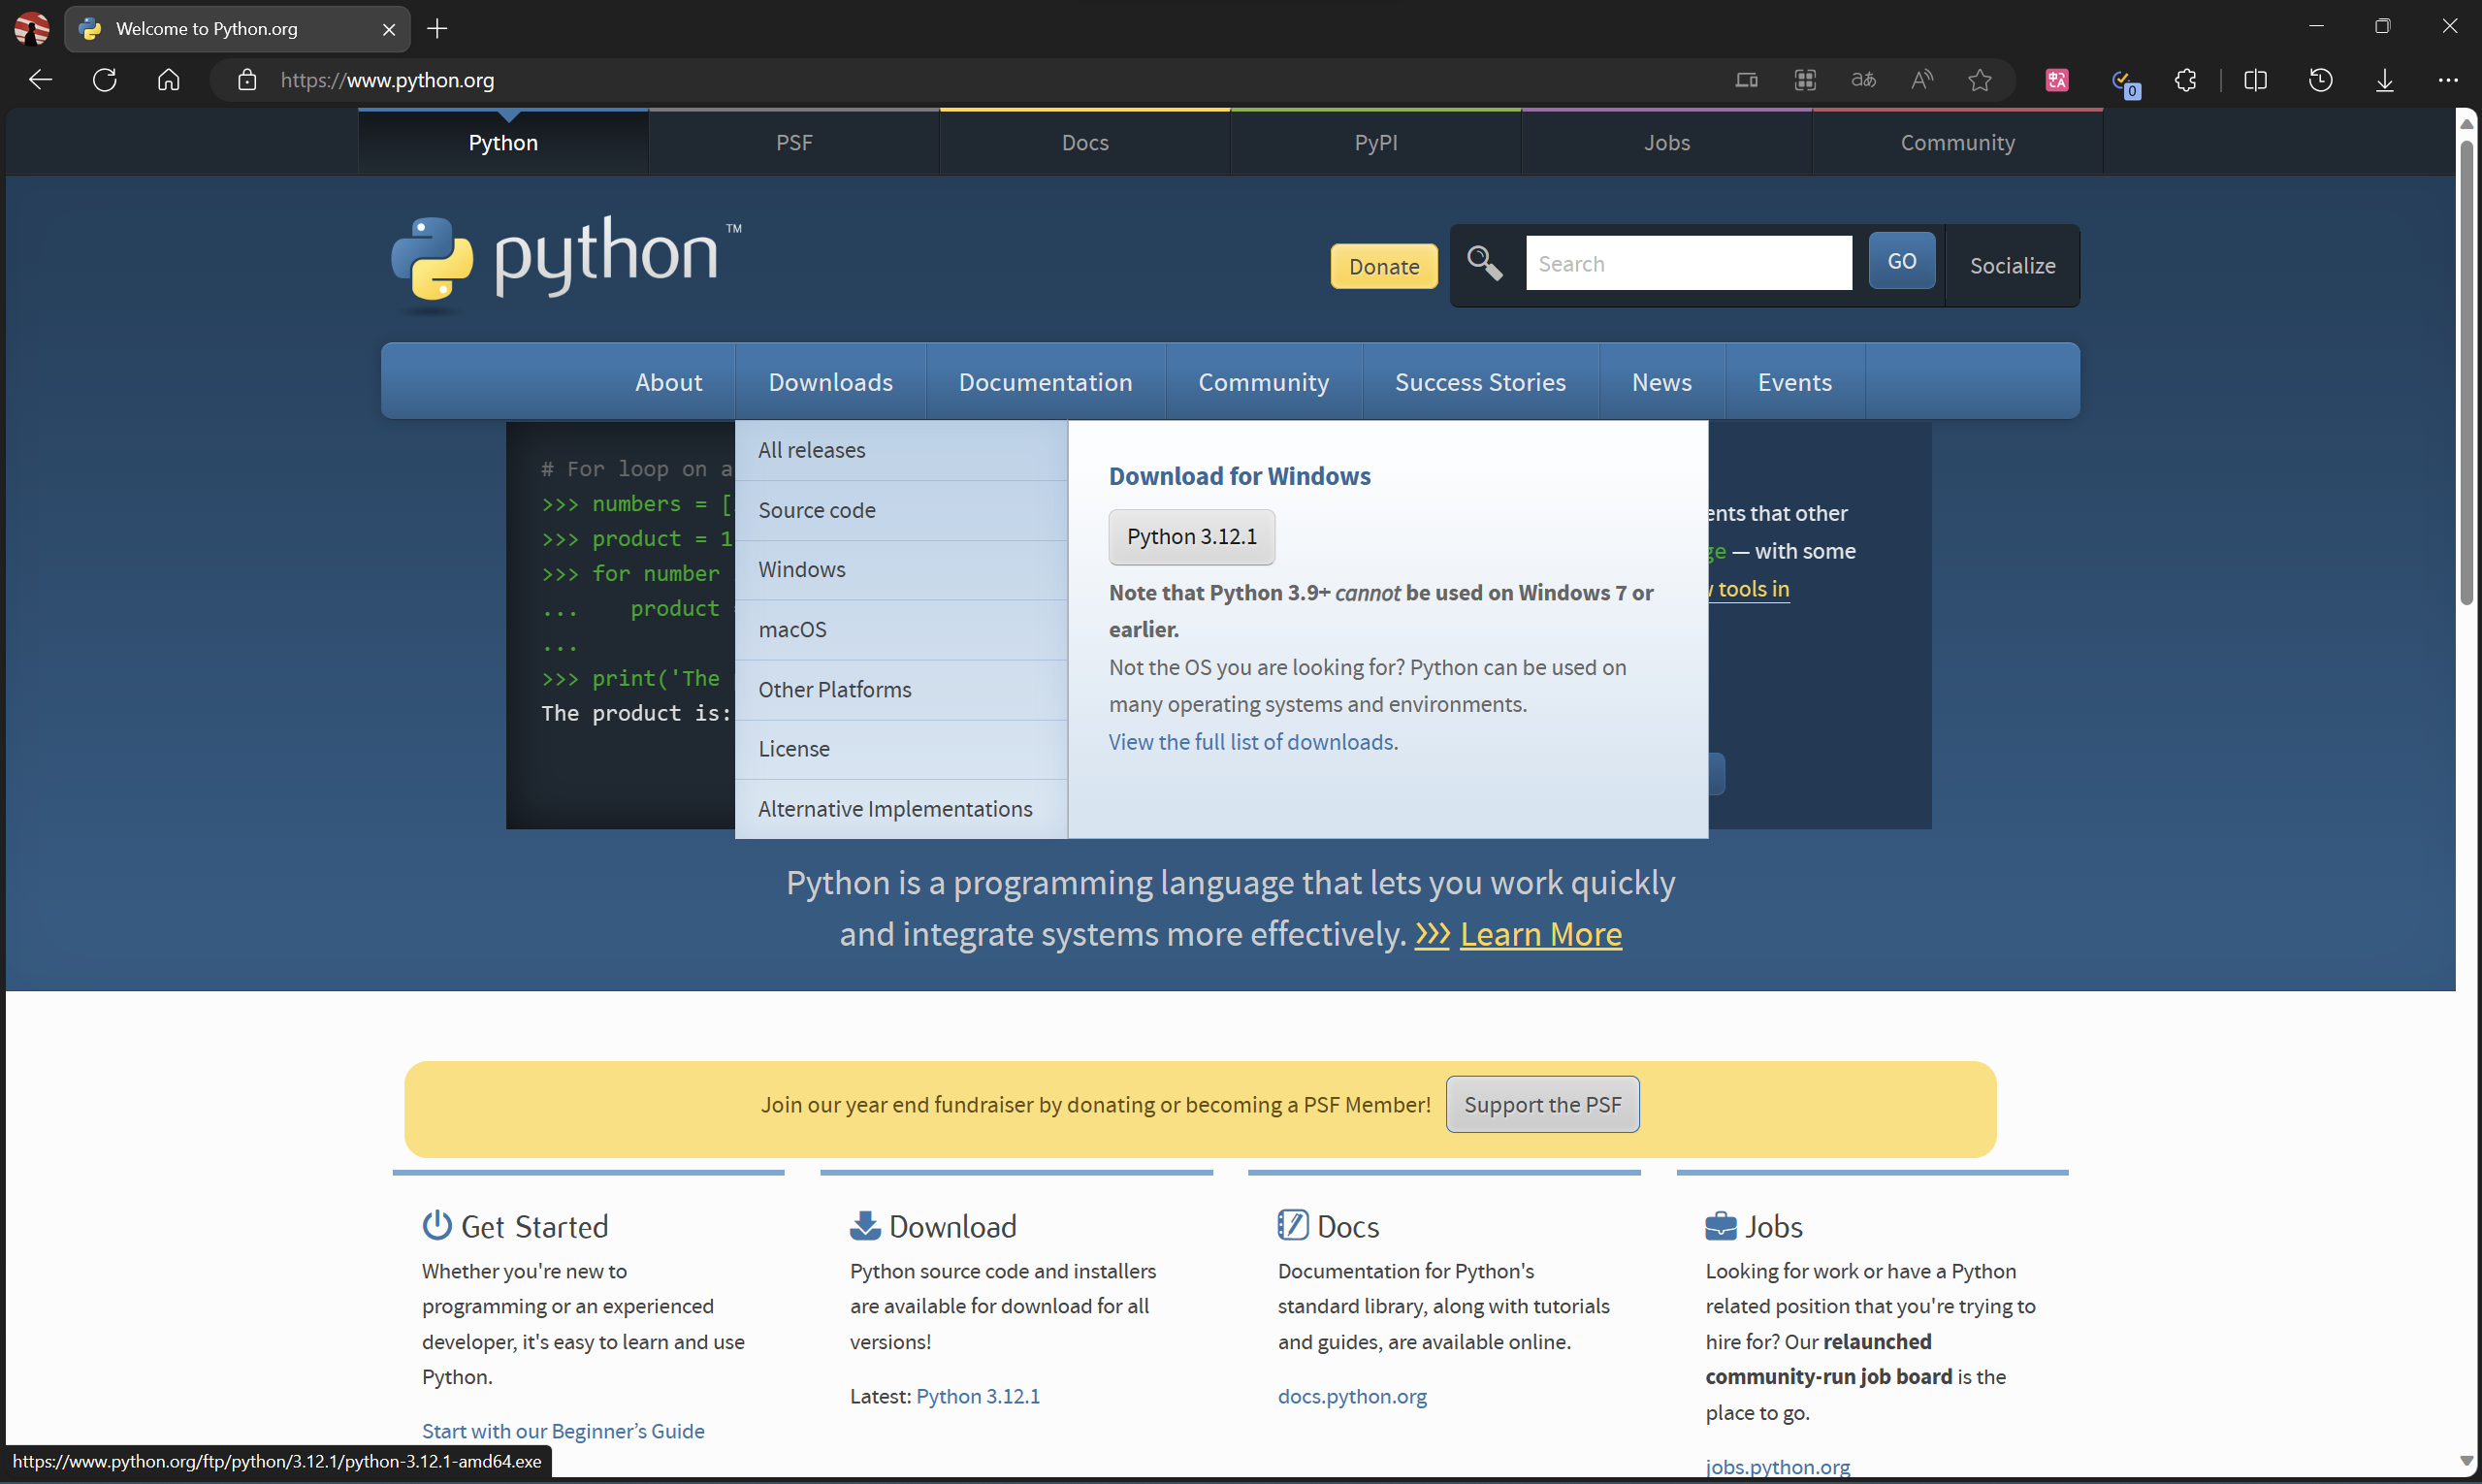 Welcome to Python.org
https://www.python.org
0
Python
PSF
Docs
PyPI
Jobs
Community
python™
Donate
Search
GO
Socialize
About
Downloads
Documentation
Community
Success Stories
News
Events
# For loop on a
>>> numbers = [
>>> product = 1
>>> for number
... product
...
>>> print('The
The product is:
All releases
Source code
Windows
macOS
Other Platforms
License
Alternative Implementations
Download for Windows
Python 3.12.1
Note that Python 3.9+ cannot be used on Windows 7 or
earlier.
Not the OS you are looking for? Python can be used on
many operating systems and environments.
View the full list of downloads.
ents that other
ge — with some
tools in
Python is a programming language that lets you work quickly
and integrate systems more effectively. >>> Learn More
Join our year end fundraiser by donating or becoming a PSF Member!
Support the PSF
Get Started
Whether you're new to
programming or an experienced
developer, it's easy to learn and use
Python.
Start with our Beginner’s Guide
Download
Python source code and installers
are available for download for all
versions!
Latest: Python 3.12.1
Docs
Documentation for Python's
standard library, along with tutorials
and guides, are available online.
docs.python.org
Jobs
Looking for work or have a Python
related position that you're trying to
hire for? Our relaunched
community-run job board is the
place to go.
jobs.python.org
https://www.python.org/ftp/python/3.12.1/python-3.12.1-amd64.exe